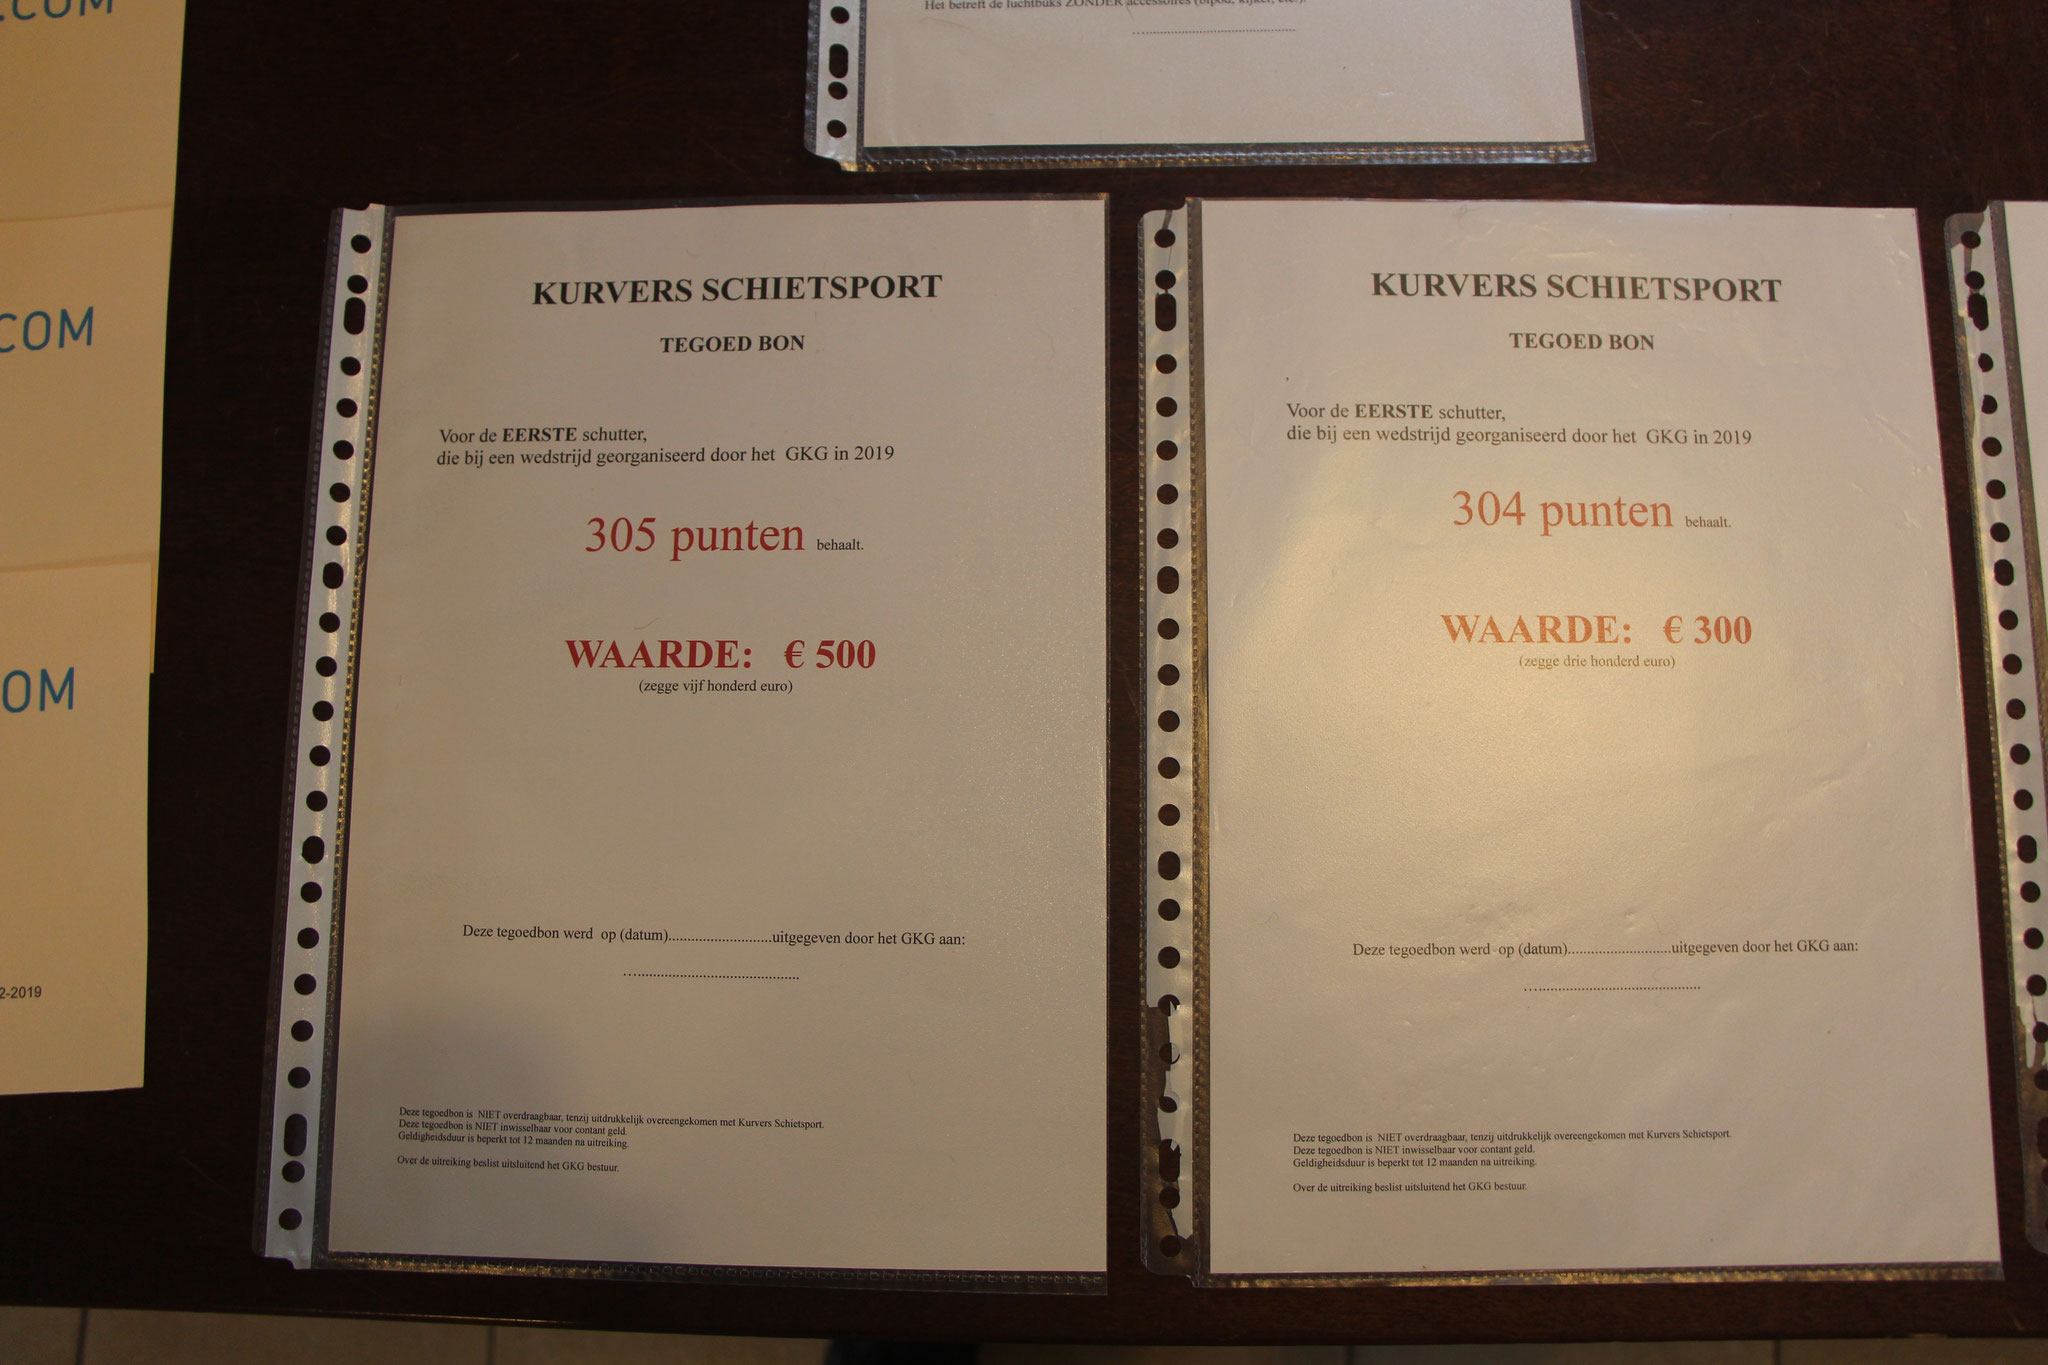 .COM
COM
OM
2-2019
Het betreft de luchtbuks ZONDER accessoires (bipod, kijker, etc.).
KURVERS SCHIETSPORT
TEGOED BON
Voor de EERSTE schutter,
die bij een wedstrijd georganiseerd door het GKG in 2019
305 punten behaalt.
WAARDE: € 500
(zegge vijf honderd euro)
Deze tegoedbon werd op (datum)...........................uitgegeven door het GKG aan:
.............................................
Deze tegoedbon is NIET overdraagbaar, tenzij uitdrukkelijk overeengekomen met Kurvers Schietsport.
Deze tegoedbon is NIET inwisselbaar voor contant geld.
Geldigheidsduur is beperkt tot 12 maanden na uitreiking.
Over de uitreiking beslist uitsluitend het GKG bestuur.
KURVERS SCHIETSPORT
TEGOED BON
Voor de EERSTE schutter,
die bij een wedstrijd georganiseerd door het GKG in 2019
304 punten behaalt.
WAARDE: € 300
(zegge drie honderd euro)
Deze tegoedbon werd op (datum)...........................uitgegeven door het GKG aan:
.............................................
Deze tegoedbon is NIET overdraagbaar, tenzij uitdrukkelijk overeengekomen met Kurvers Schietsport.
Deze tegoedbon is NIET inwisselbaar voor contant geld.
Geldigheidsduur is beperkt tot 12 maanden na uitreiking.
Over de uitreiking beslist uitsluitend het GKG bestuur.